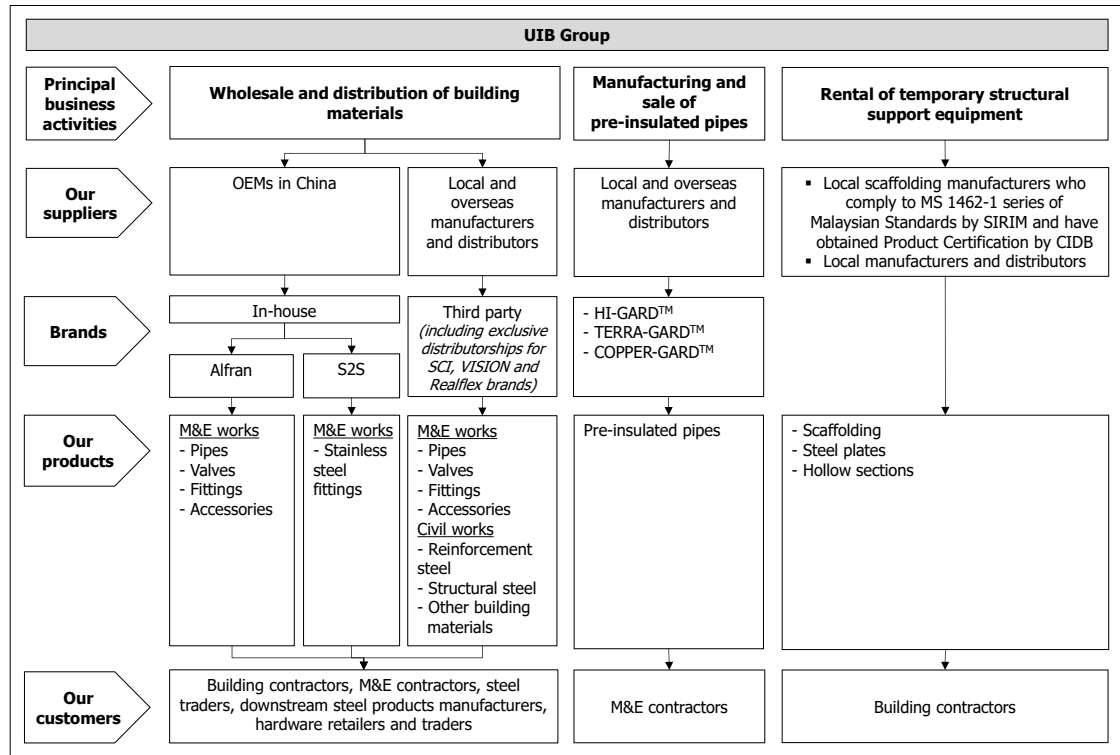 UIB Group
Principal
business
activities
Wholesale and distribution of building
materials
Manufacturing and
sale of
pre-insulated pipes
Rental of temporary structural
support equipment
Our
suppliers
OEMs in China
Local and
overseas
manufacturers
and distributors
Local and overseas
manufacturers and
distributors
▪ Local scaffolding manufacturers who
comply to MS 1462-1 series of
Malaysian Standards by SIRIM and have
obtained Product Certification by CIDB
▪ Local manufacturers and distributors
Brands
In-house
Alfran
S2S
Third party
(including exclusive
distributorships for
SCI, VISION and
Realflex brands)
- HI-GARD™
- TERRA-GARD™
- COPPER-GARD™
Our
products
M&E works
- Pipes
- Valves
- Fittings
- Accessories
M&E works
- Stainless
steel
fittings
M&E works
- Pipes
- Valves
- Fittings
- Accessories
Civil works
- Reinforcement
steel
- Structural steel
- Other building
materials
Pre-insulated pipes
- Scaffolding
- Steel plates
- Hollow sections
Our
customers
Building contractors, M&E contractors, steel
traders, downstream steel products manufacturers,
hardware retailers and traders
M&E contractors
Building contractors